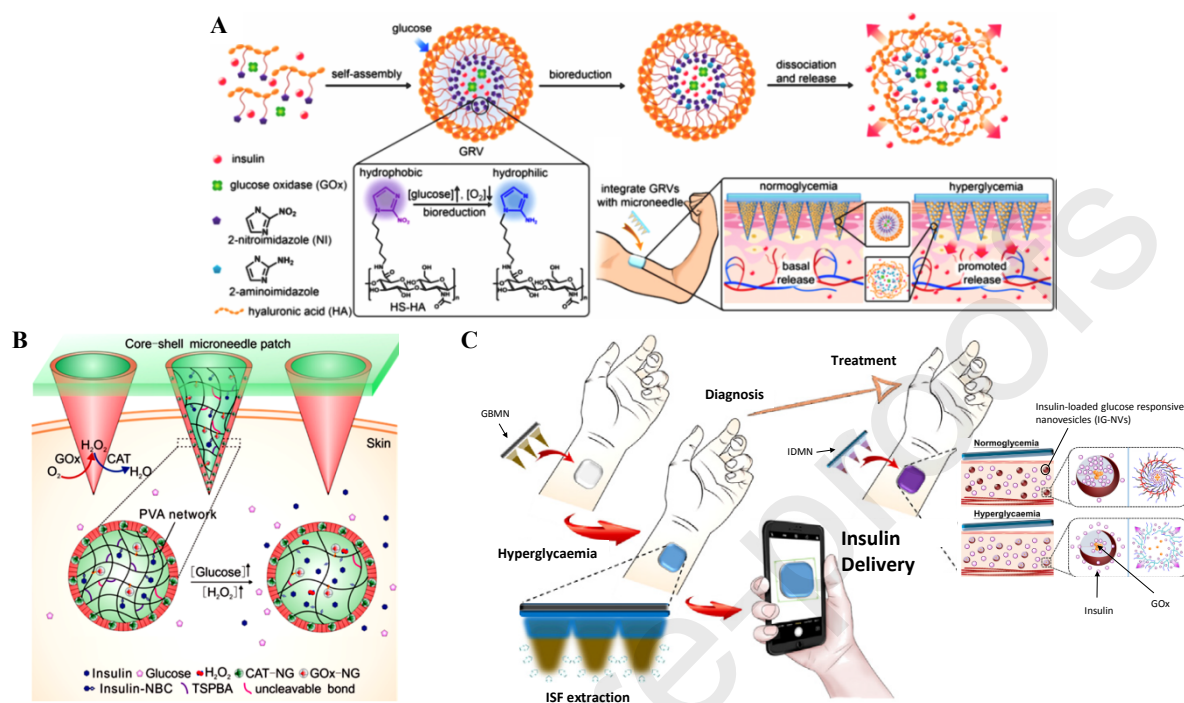 A
glucose
self-assembly
bioreduction
dissociation
and release
GRV
insulin
glucose oxidase (GOx)
NO₂
2-nitroimidazole (NI)
NH₂
2-aminoimidazole
hyaluronic acid (HA)
hydrophobic
hydrophilic
[glucose]↑, [O₂]↓
bioreduction
HS-HA
integrate GRVs
with microneedle
normoglycemia
hyperglycemia
basal
release
promoted
release
B
Core-shell microneedle patch
Skin
H₂O₂
GOx
CAT
O₂
H₂O
PVA network
[Glucose]↑
[H₂O₂]↑
Insulin Glucose H₂O₂ CAT-NG GOx-NG
Insulin-NBC TSPBA uncleavable bond
C
GBMN
Hyperglycaemia
ISF extraction
Diagnosis
Treatment
IDMN
Insulin
Delivery
Insulin-loaded glucose responsive
nanovesicles (IG-NVs)
Normoglycemia
Hyperglycaemia
Insulin
GOx